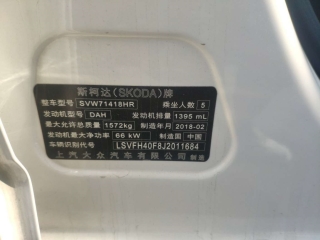 斯柯达(SKODA)牌
整车型号 SVW71418HR 乘坐人数 5
发动机型号 DAH 发动机排量 1395 mL
最大允许总质量 1572kg 制造年月 2018-02
发动机最大净功率 66 kW 制造国 中国
车辆识别代号 LSVFH40F8J2011684
上汽大众汽车有限公司 制造